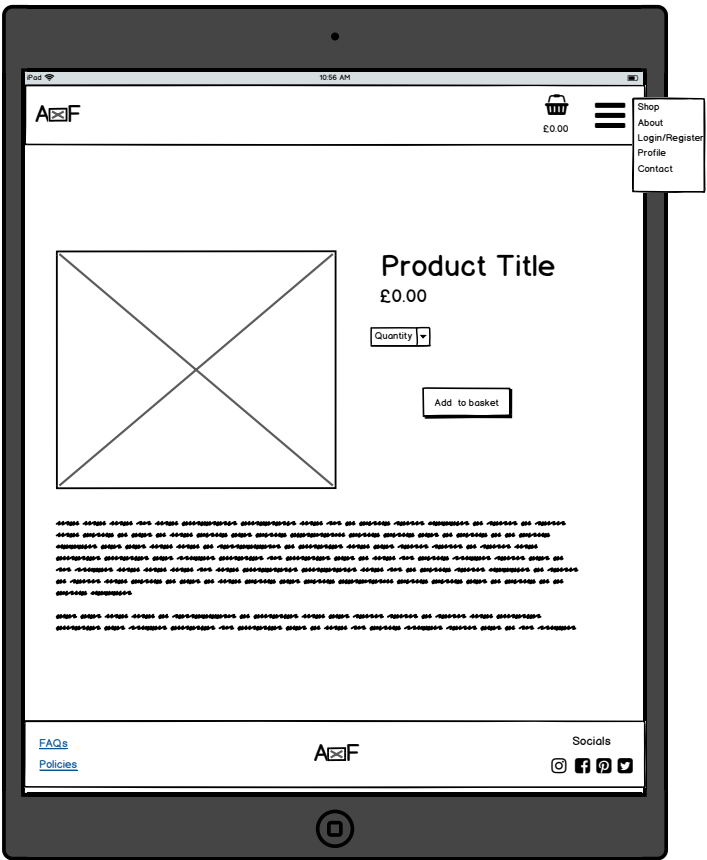 iPad
10:56 AM
A F
£0.00
Shop
About
Login/Register
Profile
Contact
Product Title
£0.00
Quantity
Add to basket
FAQs
Policies
A F
Socials